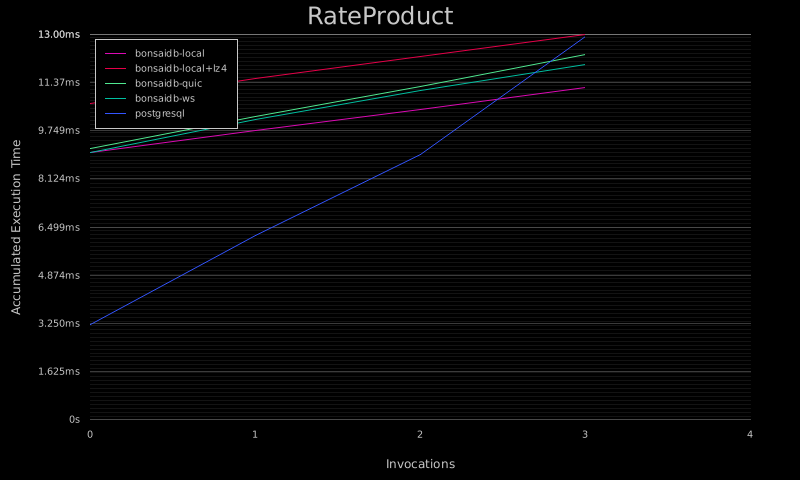 RateProduct
13.00ms
11.37ms
9.749ms
8.124ms
6.499ms
4.874ms
3.250ms
1.625ms
0s
bonsaidb-local
bonsaidb-local+lz4
bonsaidb-quic
bonsaidb-ws
postgresql
Accumulated Execution Time
0 1 2 3 4
Invocations